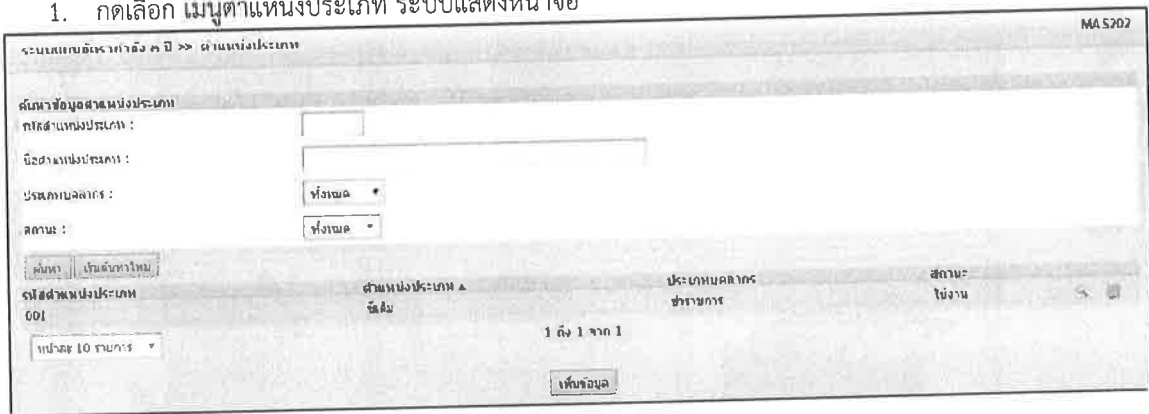 1. กดเลือก เมนูตำแหน่งประเภท ระบบแสดงหน้าจอ
MAS202
ระบบแผนอัตรากำลัง ๓ ปี >> ตำแหน่งประเภท
ค้นหาข้อมูลตำแหน่งประเภท
รหัสตำแหน่งประเภท :
ชื่อตำแหน่งประเภท :
ประเภทบุคลากร : ทั้งหมด
สถานะ : ทั้งหมด
ค้นหา เริ่มค้นหาใหม่
รหัสตำแหน่งประเภท ตำแหน่งประเภท ▲ ประเภทบุคลากร สถานะ
001 ข้าราชการ ใช้งาน
หน้าละ 10 รายการ 1 ถึง 1 จาก 1
เพิ่มข้อมูล